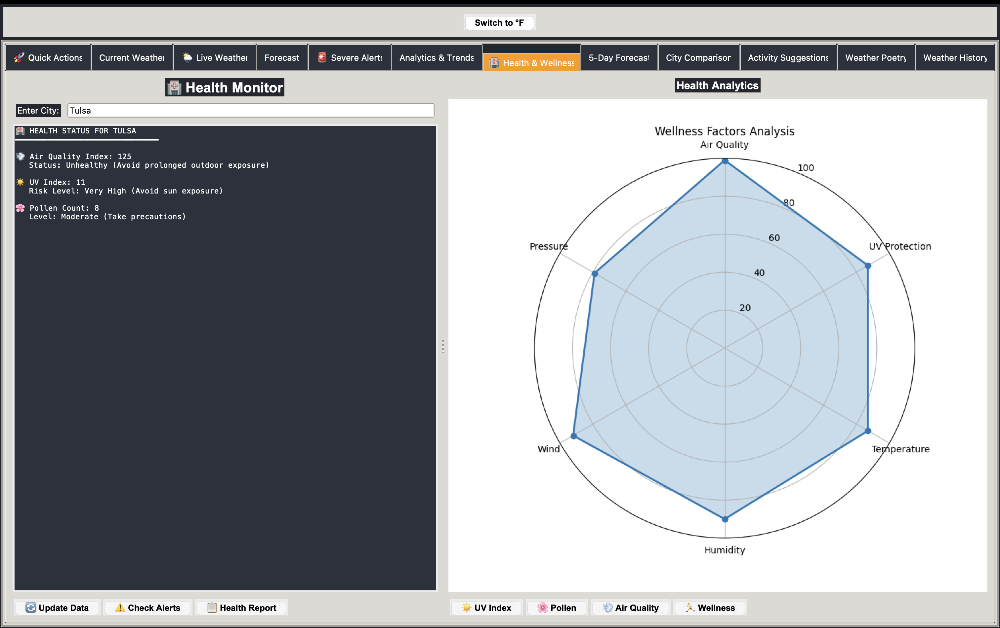 Switch to °F
Quick Actions
Current Weather
Live Weather
Forecast
Severe Alerts
Analytics & Trends
Health & Wellness
5-Day Forecast
City Comparison
Activity Suggestions
Weather Poetry
Weather History
Health Monitor
Enter City:
Tulsa
HEALTH STATUS FOR TULSA
Air Quality Index: 125
Status: Unhealthy (Avoid prolonged outdoor exposure)
UV Index: 11
Risk Level: Very High (Avoid sun exposure)
Pollen Count: 8
Level: Moderate (Take precautions)
Update Data
Check Alerts
Health Report
Health Analytics
Wellness Factors Analysis
Air Quality
100
80
60
40
20
Pressure
UV Protection
Wind
Temperature
Humidity
UV Index
Pollen
Air Quality
Wellness